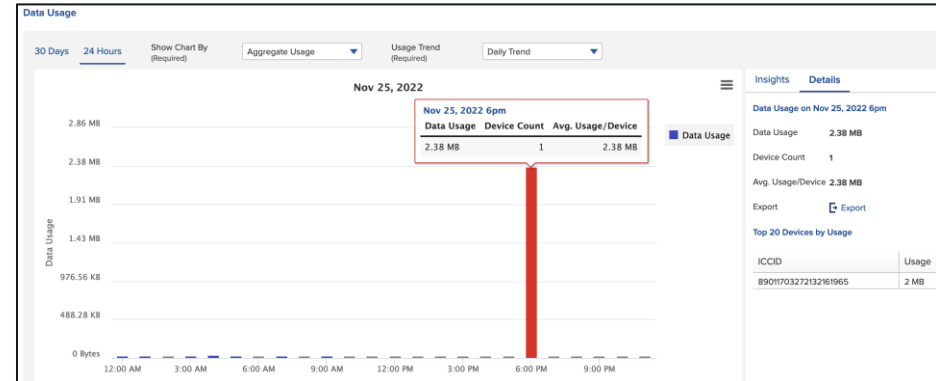 Data Usage
30 Days 24 Hours Show Chart By (Required) Aggregate Usage Usage Trend (Required) Daily Trend
Nov 25, 2022
Nov 25, 2022 6pm
Data Usage Device Count Avg. Usage/Device
2.38 MB 1 2.38 MB
Data Usage
2.86 MB
2.38 MB
1.91 MB
1.43 MB
976.56 KB
488.28 KB
0 Bytes
Data Usage
12:00 AM 3:00 AM 6:00 AM 9:00 AM 12:00 PM 3:00 PM 6:00 PM 9:00 PM
Insights Details
Data Usage on Nov 25, 2022 6pm
Data Usage 2.38 MB
Device Count 1
Avg. Usage/Device 2.38 MB
Export Export
Top 20 Devices by Usage
ICCID Usage
89011703272132161965 2 MB